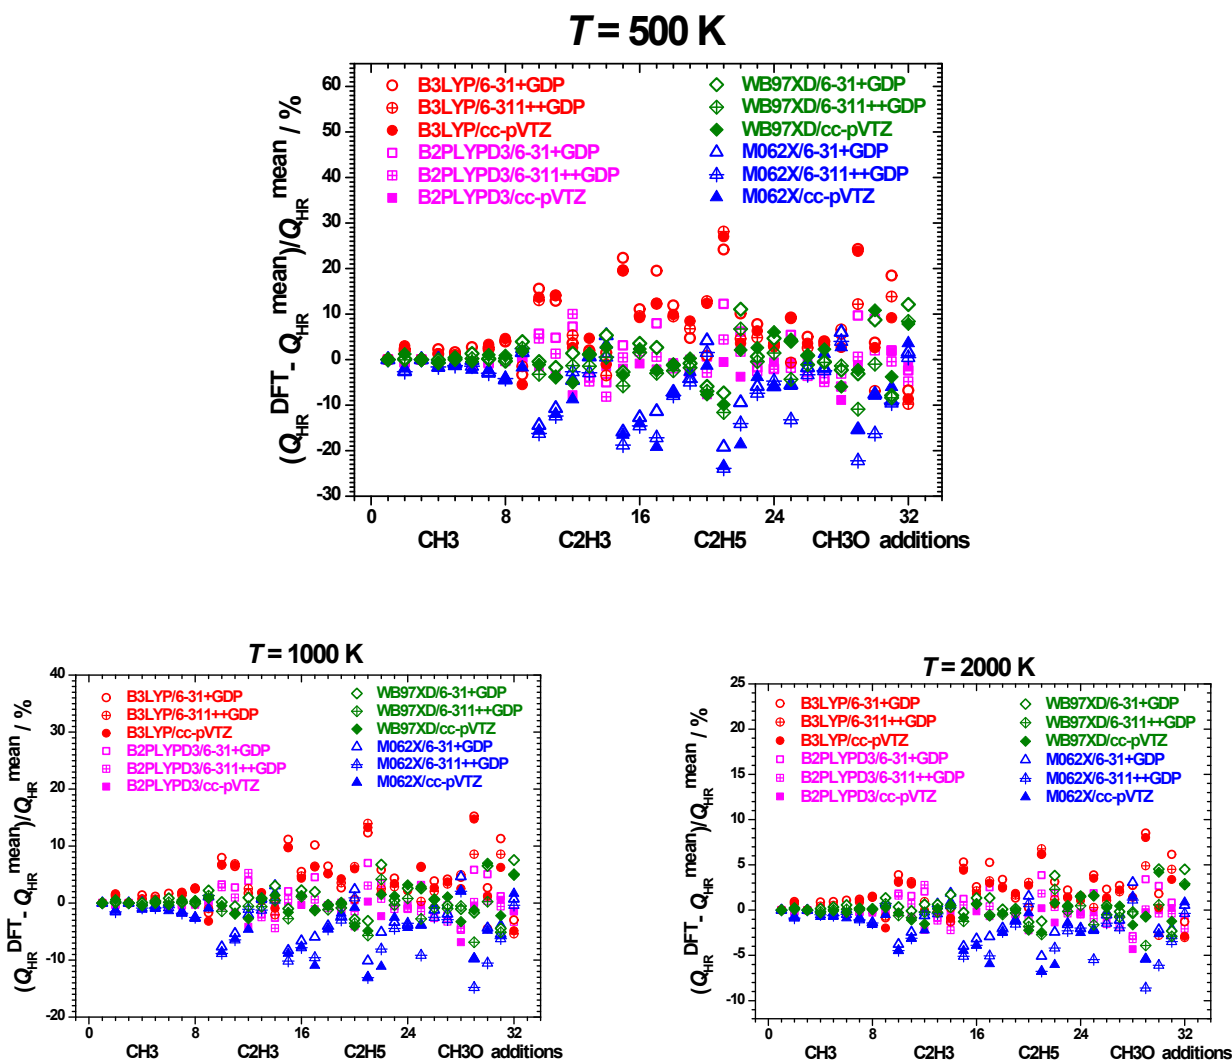 T = 500 K
(Q_HR^DFT - Q_HR^mean)/Q_HR^mean / %
60
50
40
30
20
10
0
-10
-20
-30
B3LYP/6-31+GDP
B3LYP/6-311++GDP
B3LYP/cc-pVTZ
B2PLYPD3/6-31+GDP
B2PLYPD3/6-311++GDP
B2PLYPD3/cc-pVTZ
WB97XD/6-31+GDP
WB97XD/6-311++GDP
WB97XD/cc-pVTZ
M062X/6-31+GDP
M062X/6-311++GDP
M062X/cc-pVTZ
0 8 16 24 32
CH3 C2H3 C2H5 CH3O additions
T = 1000 K
(Q_HR^DFT - Q_HR^mean)/Q_HR^mean / %
40
30
20
10
0
-10
-20
B3LYP/6-31+GDP
B3LYP/6-311++GDP
B3LYP/cc-pVTZ
B2PLYPD3/6-31+GDP
B2PLYPD3/6-311++GDP
B2PLYPD3/cc-pVTZ
WB97XD/6-31+GDP
WB97XD/6-311++GDP
WB97XD/cc-pVTZ
M062X/6-31+GDP
M062X/6-311++GDP
M062X/cc-pVTZ
0 8 16 24 32
CH3 C2H3 C2H5 CH3O additions
T = 2000 K
(Q_HR^DFT - Q_HR^mean)/Q_HR^mean / %
25
20
15
10
5
0
-5
-10
B3LYP/6-31+GDP
B3LYP/6-311++GDP
B3LYP/cc-pVTZ
B2PLYPD3/6-31+GDP
B2PLYPD3/6-311++GDP
B2PLYPD3/cc-pVTZ
WB97XD/6-31+GDP
WB97XD/6-311++GDP
WB97XD/cc-pVTZ
M062X/6-31+GDP
M062X/6-311++GDP
M062X/cc-pVTZ
0 8 16 24 32
CH3 C2H3 C2H5 CH3O additions